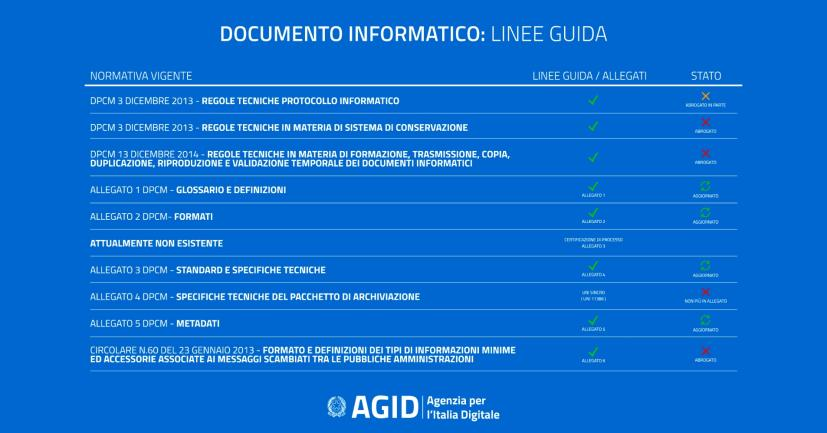 DOCUMENTO INFORMATICO: LINEE GUIDA
NORMATIVA VIGENTE LINEE GUIDA / ALLEGATI STATO
DPCM 3 DICEMBRE 2013 - REGOLE TECNICHE PROTOCOLLO INFORMATICO
ABROGATO IN PARTE
DPCM 3 DICEMBRE 2013 - REGOLE TECNICHE IN MATERIA DI SISTEMA DI CONSERVAZIONE
ABROGATO
DPCM 13 DICEMBRE 2014 - REGOLE TECNICHE IN MATERIA DI FORMAZIONE, TRASMISSIONE, COPIA,
DUPLICAZIONE, RIPRODUZIONE E VALIDAZIONE TEMPORALE DEI DOCUMENTI INFORMATICI
ABROGATO
ALLEGATO 1 DPCM - GLOSSARIO E DEFINIZIONI
ALLEGATO 1 AGGIORNATO
ALLEGATO 2 DPCM- FORMATI
ALLEGATO 2 AGGIORNATO
ATTUALMENTE NON ESISTENTE
CERTIFICAZIONE DI PROCESSO
ALLEGATO 3
ALLEGATO 3 DPCM - STANDARD E SPECIFICHE TECNICHE
ALLEGATO 4 AGGIORNATO
ALLEGATO 4 DPCM - SPECIFICHE TECNICHE DEL PACCHETTO DI ARCHIVIAZIONE
UNI SINCRO
( UNI 11386 )
NON PIÙ IN ALLEGATO
ALLEGATO 5 DPCM - METADATI
ALLEGATO 5 AGGIORNATO
CIRCOLARE N.60 DEL 23 GENNAIO 2013 - FORMATO E DEFINIZIONI DEI TIPI DI INFORMAZIONI MINIME
ED ACCESSORIE ASSOCIATE AI MESSAGGI SCAMBIATI TRA LE PUBBLICHE AMMINISTRAZIONI
ALLEGATO 6 ABROGATO
AGID
Agenzia per
l'Italia Digitale